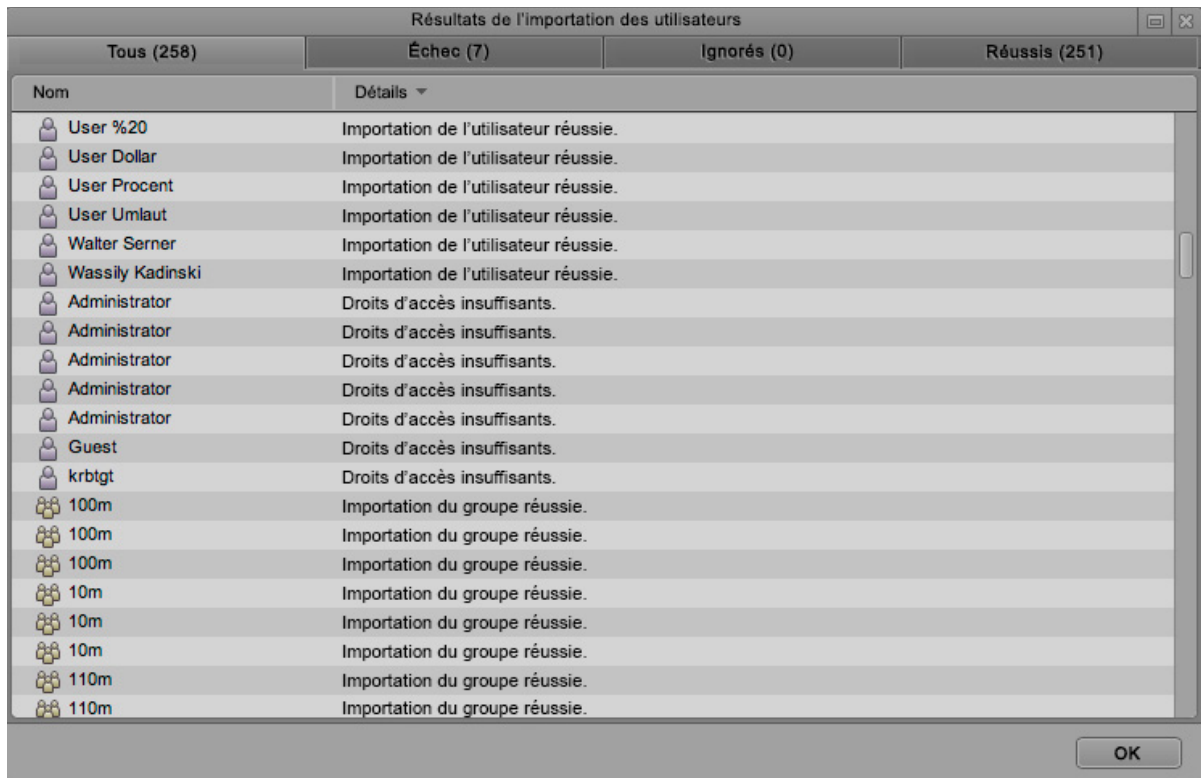 Résultats de l'importation des utilisateurs
Tous (258) Échec (7) Ignorés (0) Réussis (251)
Nom Détails
User %20 Importation de l'utilisateur réussie.
User Dollar Importation de l'utilisateur réussie.
User Procent Importation de l'utilisateur réussie.
User Umlaut Importation de l'utilisateur réussie.
Walter Serner Importation de l'utilisateur réussie.
Wassily Kadinski Importation de l'utilisateur réussie.
Administrator Droits d'accès insuffisants.
Administrator Droits d'accès insuffisants.
Administrator Droits d'accès insuffisants.
Administrator Droits d'accès insuffisants.
Administrator Droits d'accès insuffisants.
Guest Droits d'accès insuffisants.
krbtgt Droits d'accès insuffisants.
100m Importation du groupe réussie.
100m Importation du groupe réussie.
100m Importation du groupe réussie.
10m Importation du groupe réussie.
10m Importation du groupe réussie.
10m Importation du groupe réussie.
110m Importation du groupe réussie.
110m Importation du groupe réussie.
OK